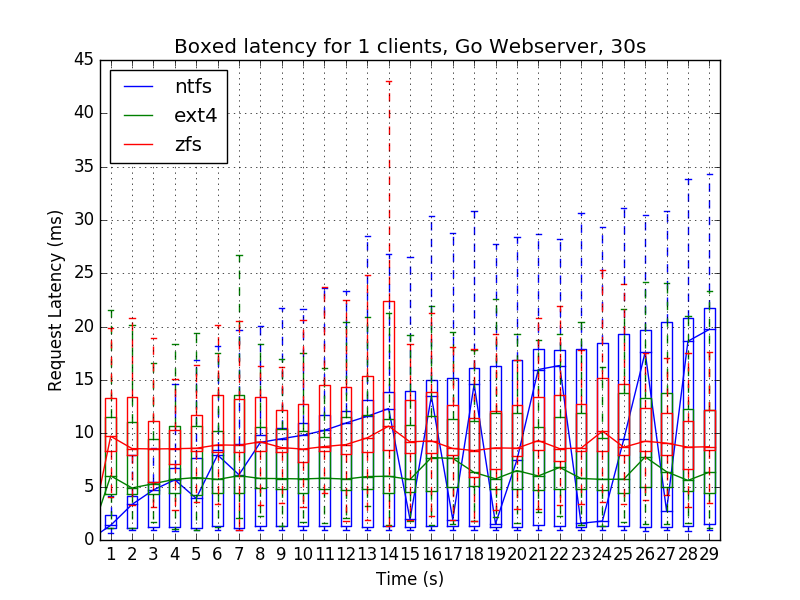 Boxed latency for 1 clients, Go Webserver, 30s
45
40
35
30
25
20
15
10
5
0
Request Latency (ms)
ntfs
ext4
zfs
1 2 3 4 5 6 7 8 9 10 11 12 13 14 15 16 17 18 19 20 21 22 23 24 25 26 27 28 29
Time (s)